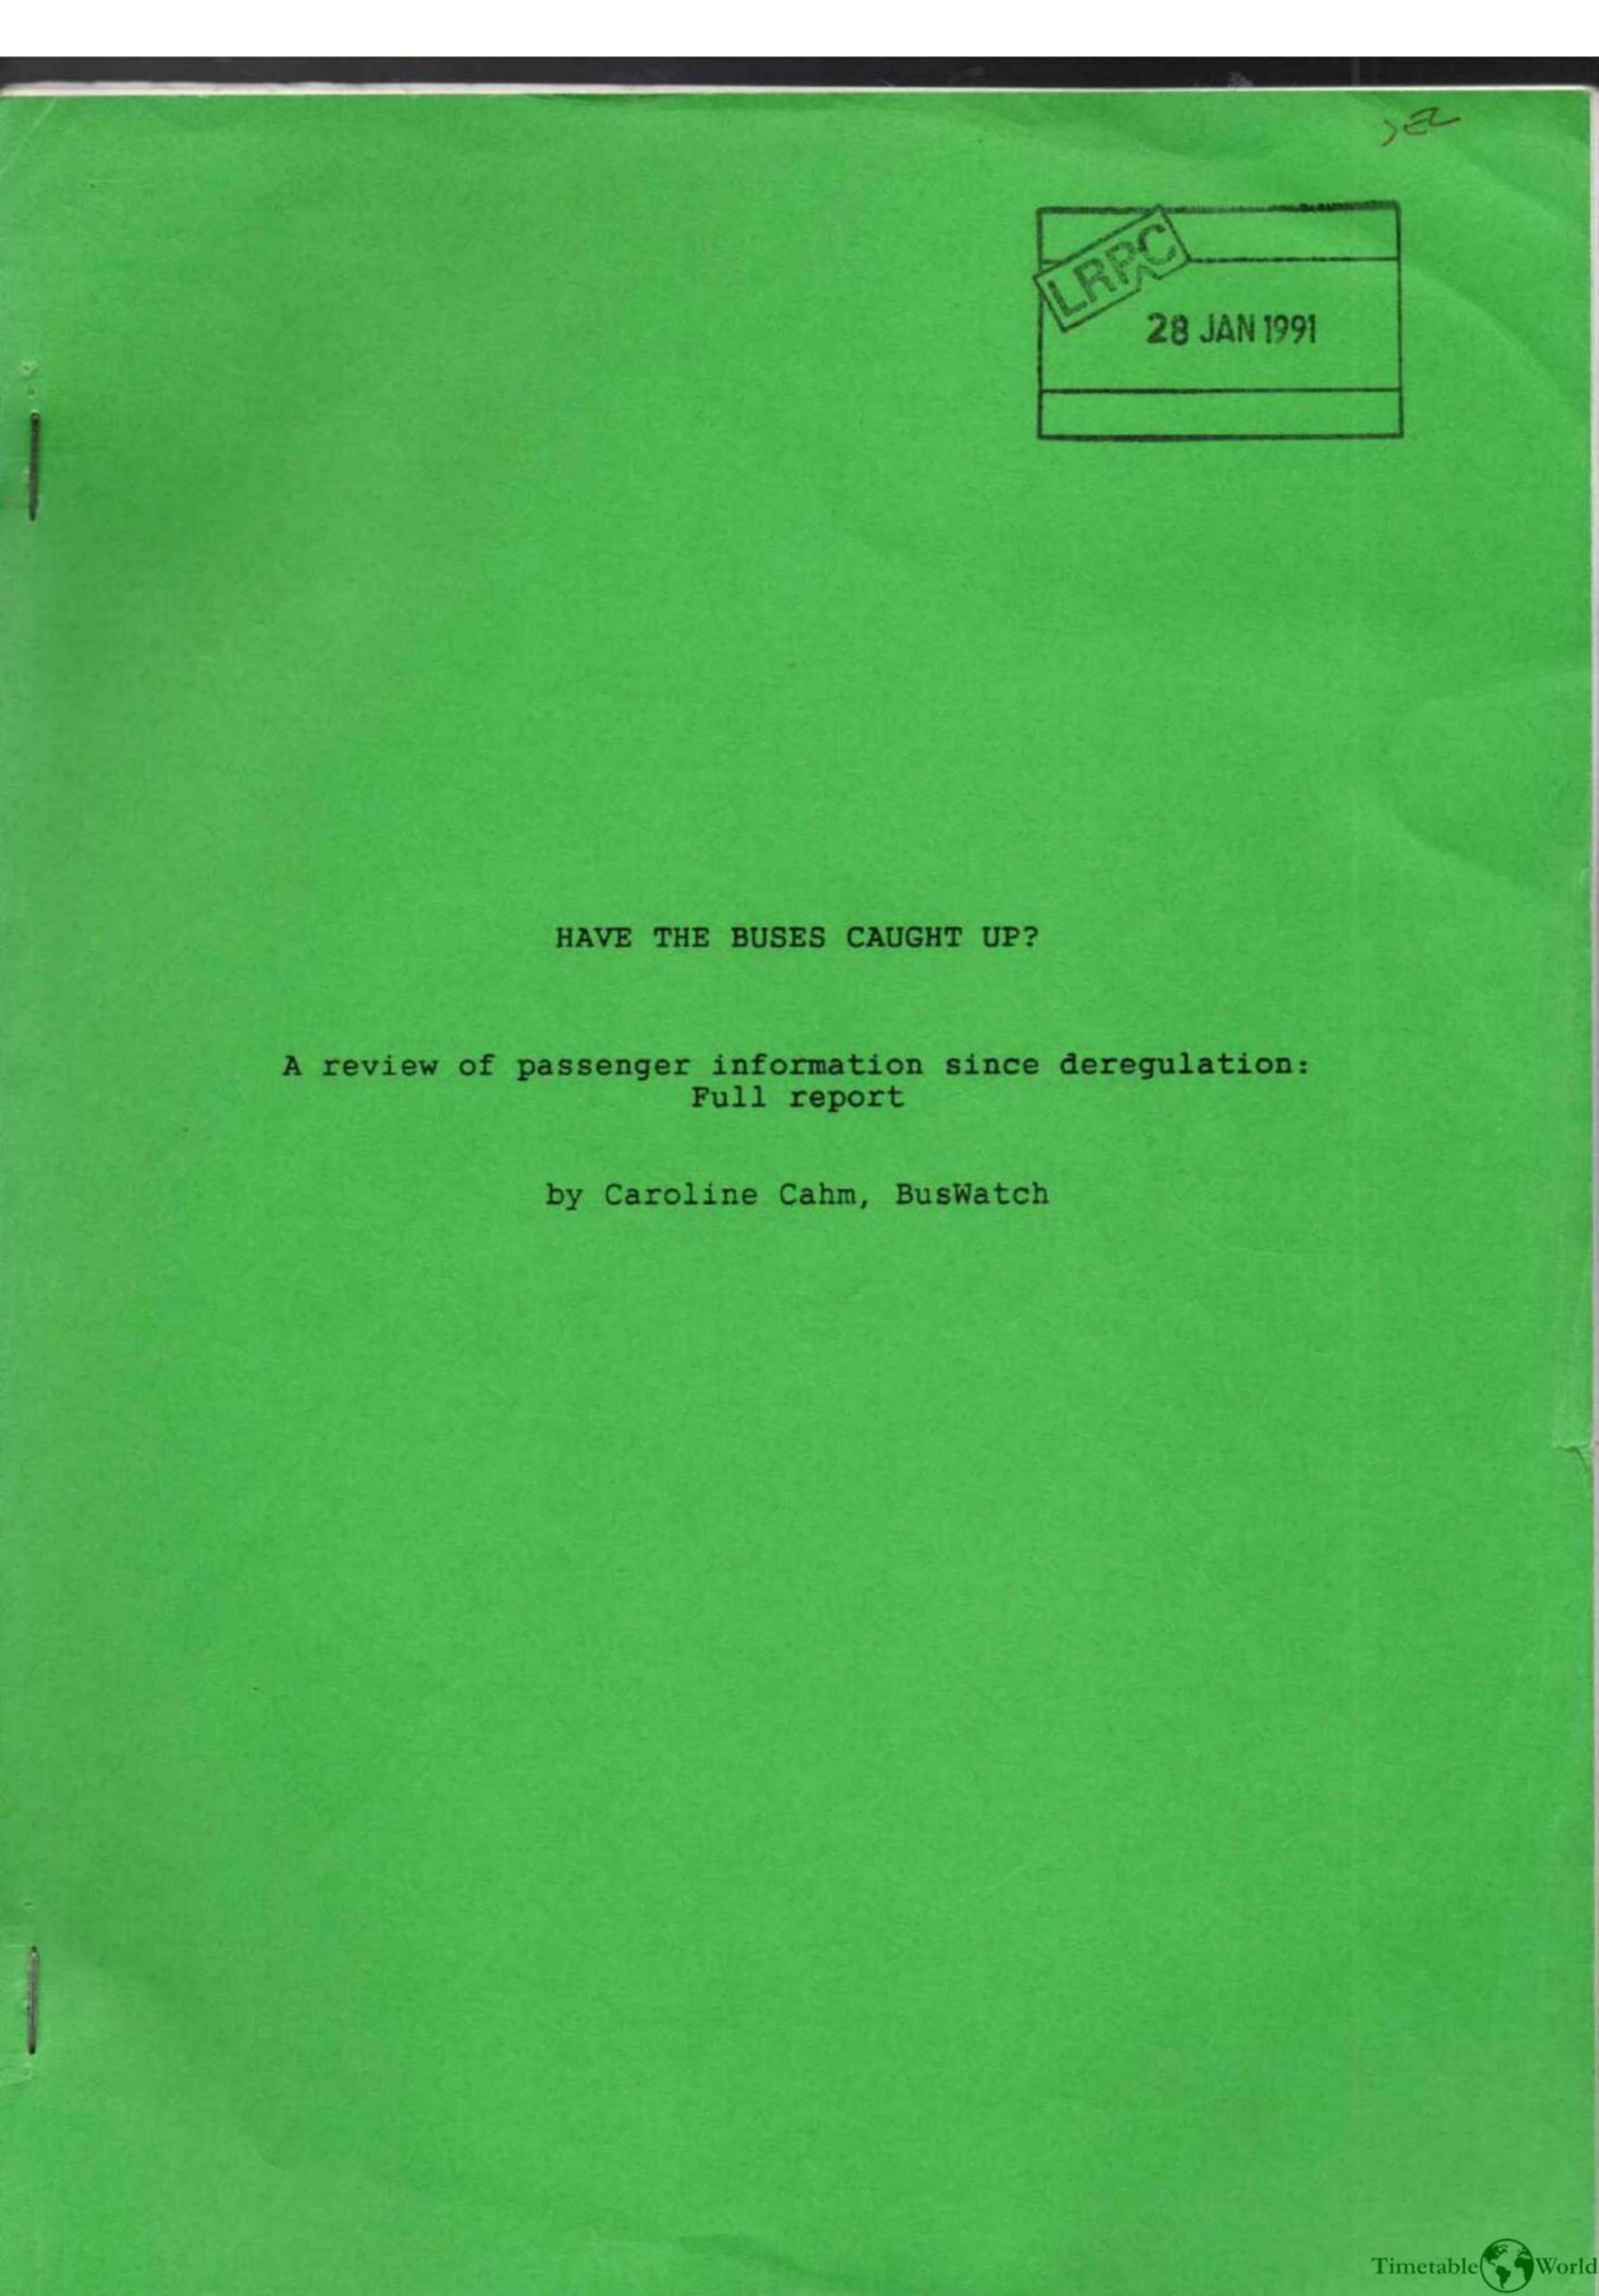 LRPC
28 JAN 1991
HAVE THE BUSES CAUGHT UP?
A review of passenger information since deregulation:
Full report
by Caroline Cahm, BusWatch
Timetable World